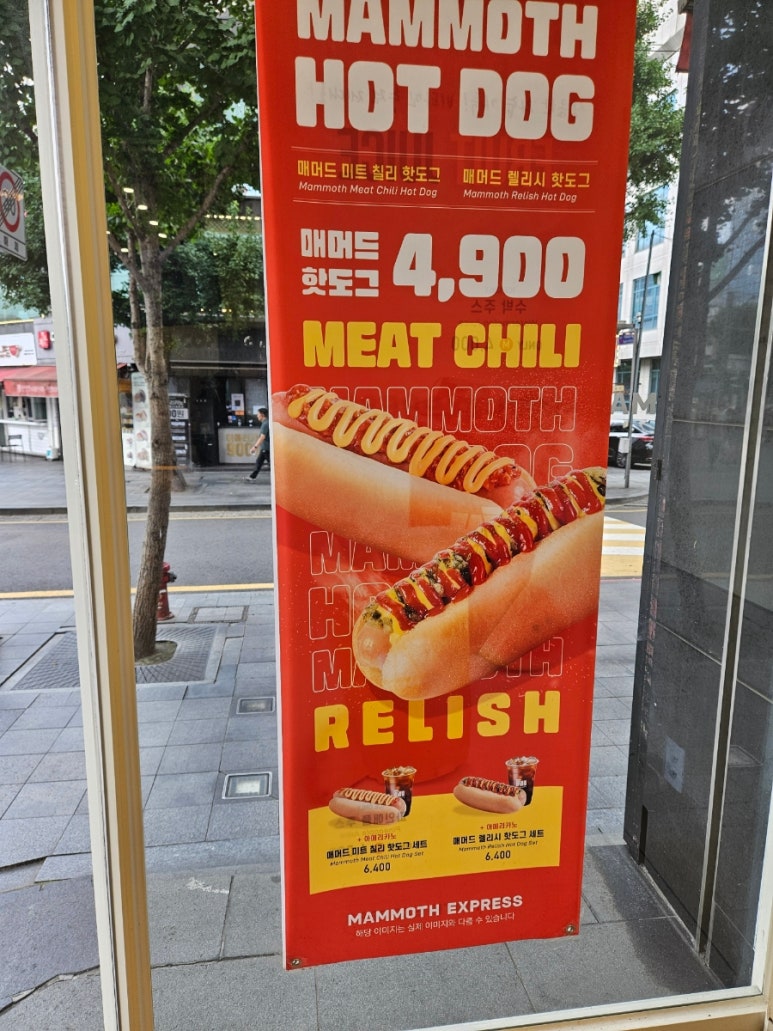 MAMMOTH
HOT DOG
매머드 미트 칠리 핫도그
Mammoth Meat Chili Hot Dog
매머드 렐리시 핫도그
Mammoth Relish Hot Dog
매머드
핫도그
4,900
MEAT CHILI
MAMMOTH
RELISH
+ 아메리카노
매머드 미트 칠리 핫도그 세트
Mammoth Meat Chili Hot Dog Set
6,400
+ 아메리카노
매머드 렐리시 핫도그 세트
Mammoth Relish Hot Dog Set
6,400
MAMMOTH EXPRESS
해당 이미지는 실제 이미지와 다를 수 있습니다